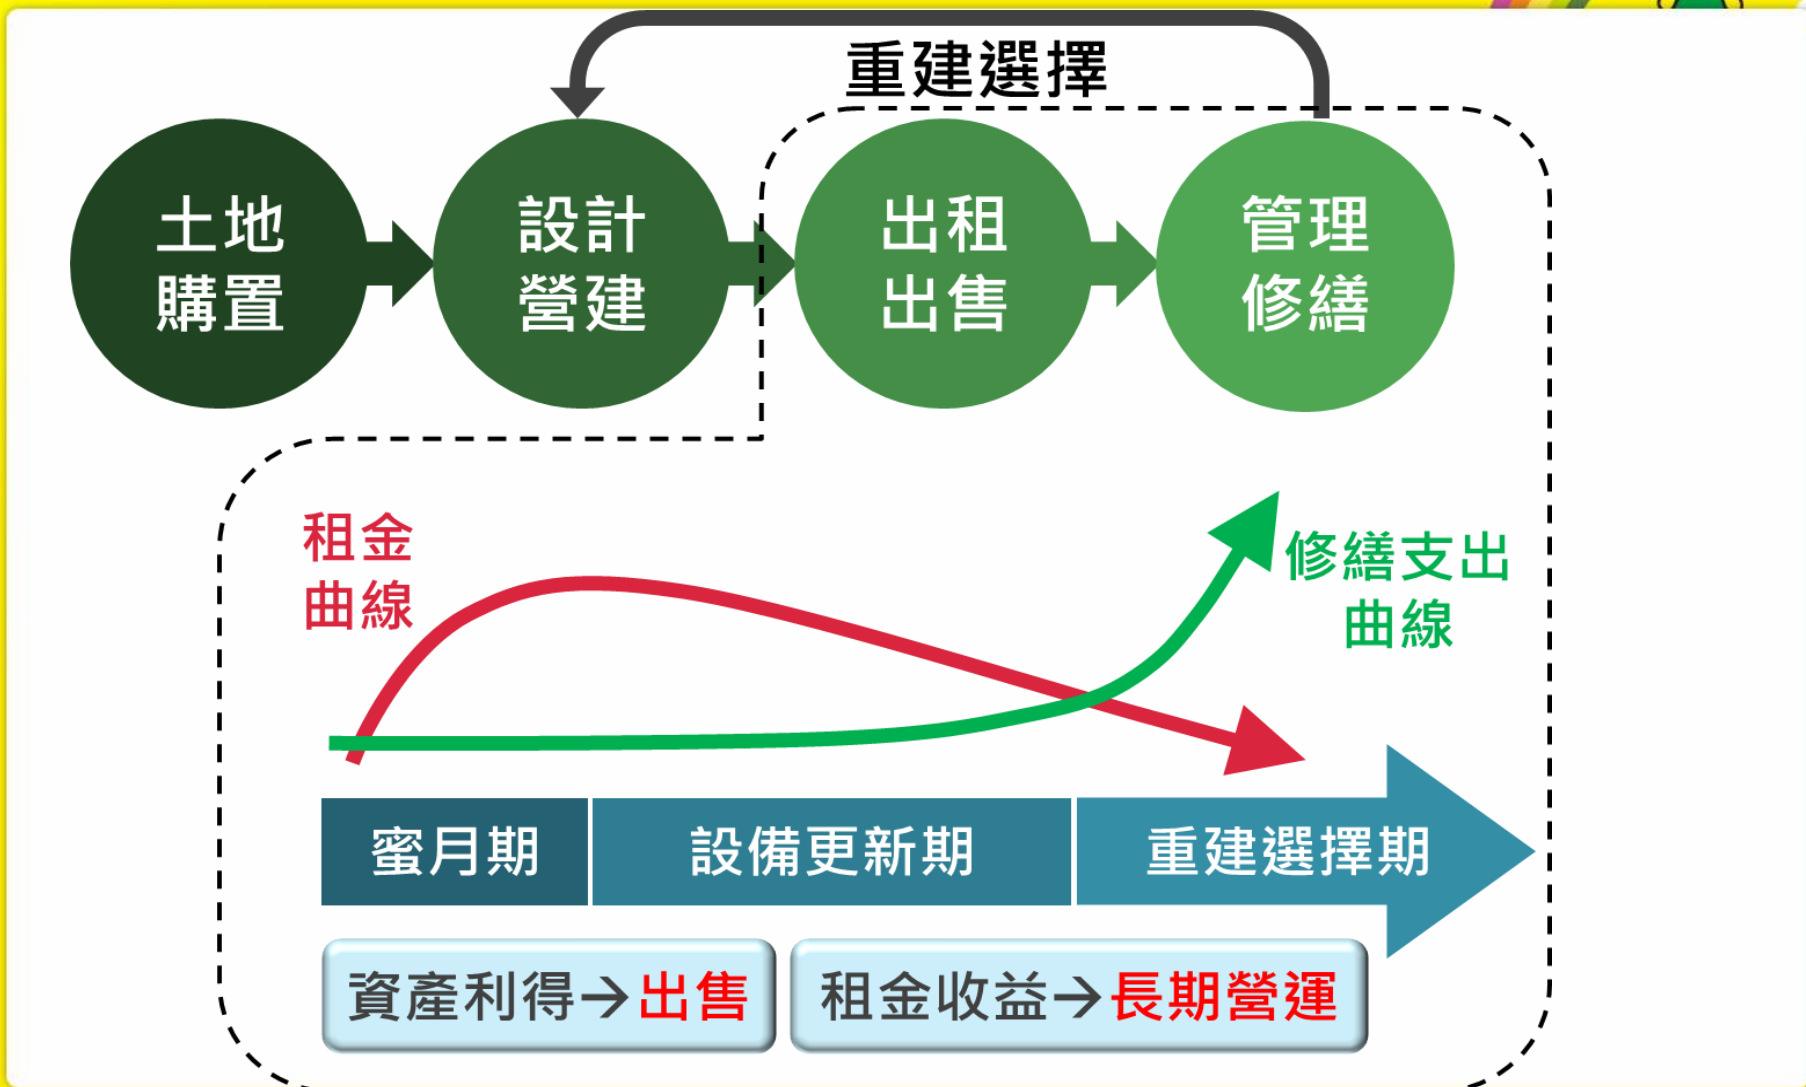 重建選擇
土地
購置
設計
營建
出租
出售
管理
修繕
租金
曲線
修繕支出
曲線
蜜月期
設備更新期
重建選擇期
資產利得→出售
租金收益→長期營運